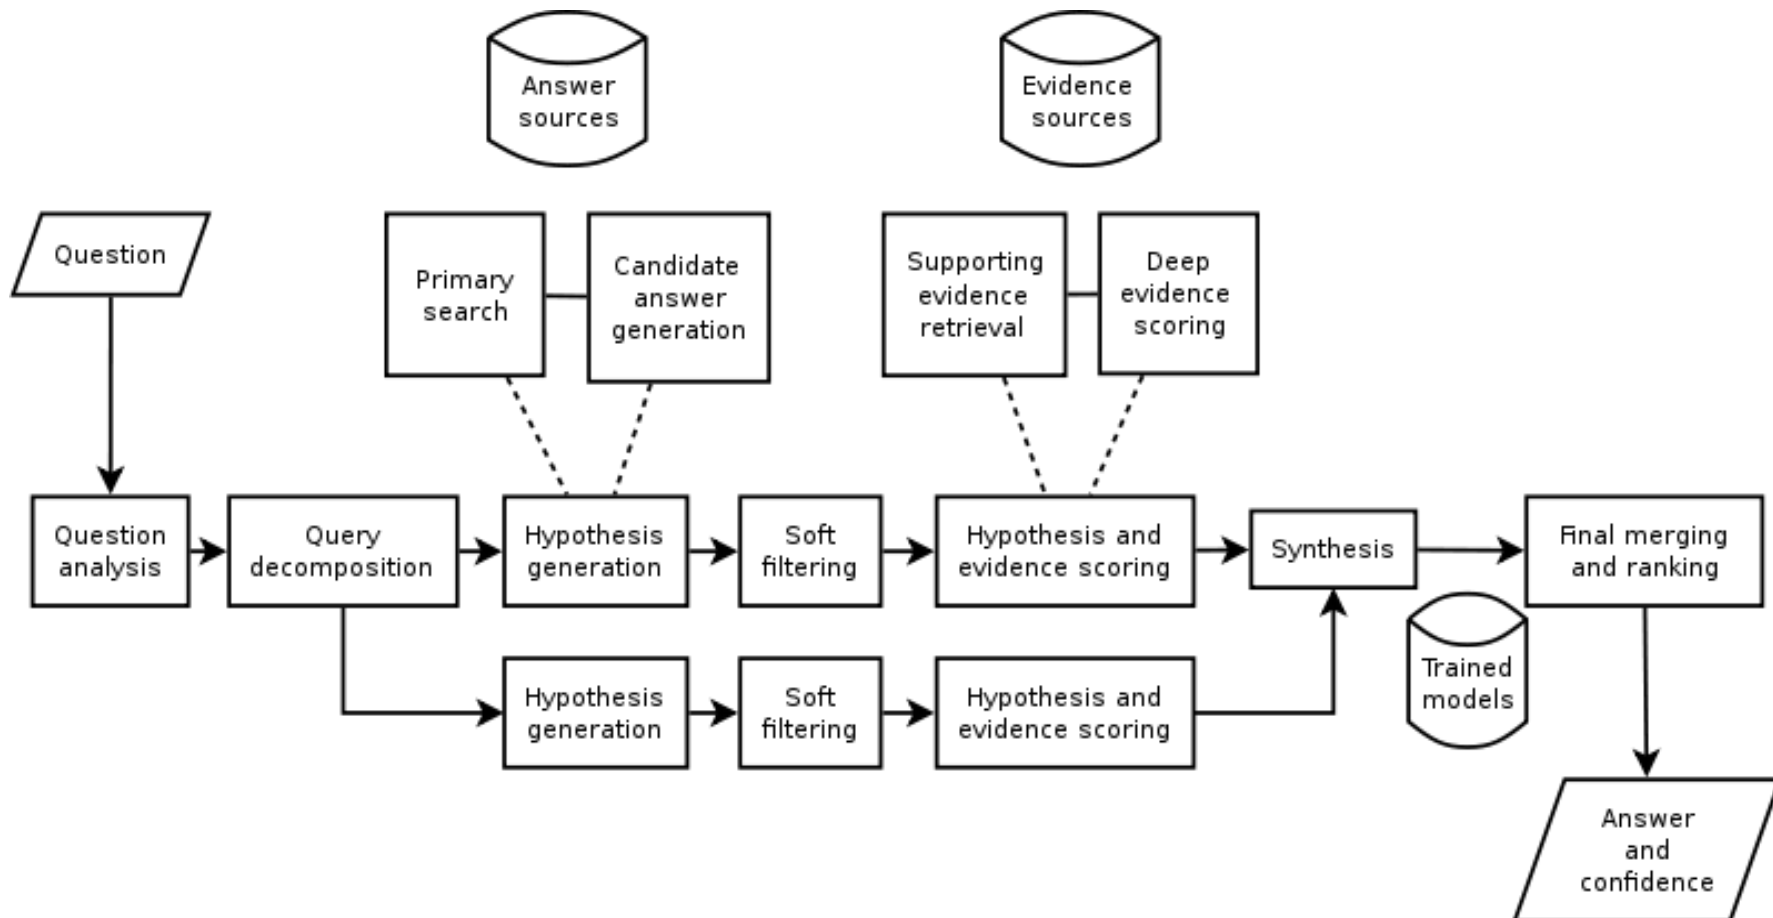 Answer
sources
Evidence
sources
Question
Primary
search
Candidate
answer
generation
Supporting
evidence
retrieval
Deep
evidence
scoring
Question
analysis
Query
decomposition
Hypothesis
generation
Soft
filtering
Hypothesis and
evidence scoring
Synthesis
Final merging
and ranking
Hypothesis
generation
Soft
filtering
Hypothesis and
evidence scoring
Trained
models
Answer
and
confidence